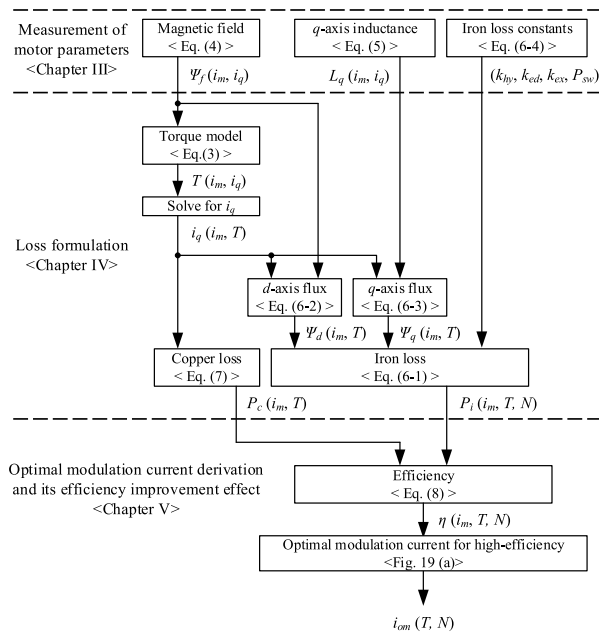 Measurement of
motor parameters
<Chapter III>
Magnetic field
< Eq. (4) >
q-axis inductance
< Eq. (5) >
Iron loss constants
< Eq. (6-4) >
Ψf (im, iq)
Lq (im, iq)
(khy, ked, kex, Psw)
Torque model
< Eq.(3) >
T (im, iq)
Solve for iq
iq (im, T)
Loss formulation
<Chapter IV>
d-axis flux
< Eq. (6-2) >
q-axis flux
< Eq. (6-3) >
Ψd (im, T)
Ψq (im, T)
Copper loss
< Eq. (7) >
Iron loss
< Eq. (6-1) >
Pc (im, T)
Pi (im, T, N)
Optimal modulation current derivation
and its efficiency improvement effect
<Chapter V>
Efficiency
< Eq. (8) >
η (im, T, N)
Optimal modulation current for high-efficiency
<Fig. 19 (a)>
iom (T, N)